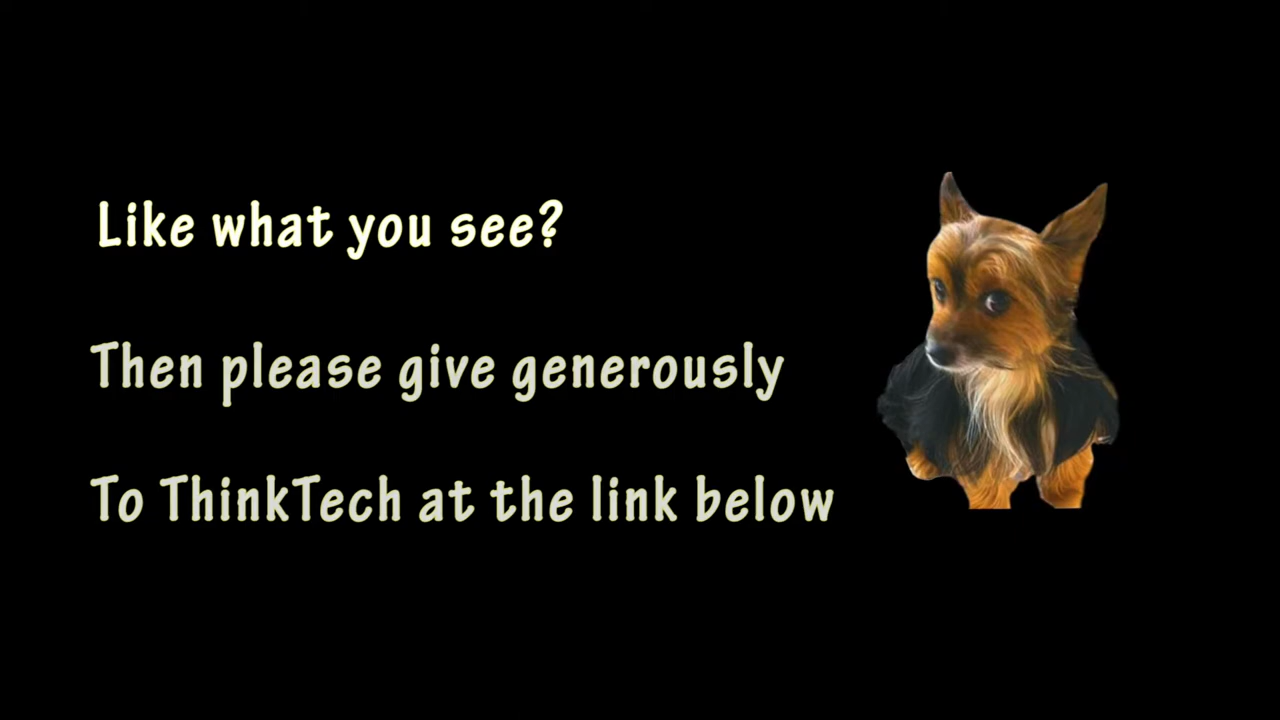 Like what you see?
Then please give generously
To ThinkTech at the link below